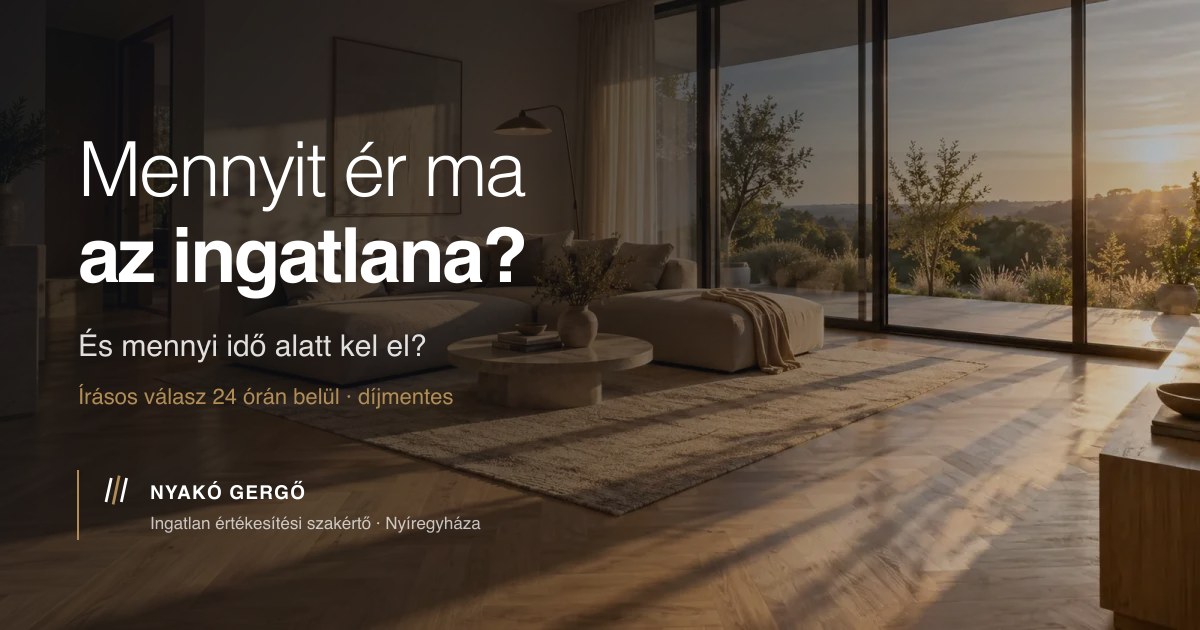 Mennyit ér ma
az ingatlana?
És mennyi idő alatt kel el?
Írásos válasz 24 órán belül · díjmentes
NYAKÓ GERGŐ
Ingatlan értékesítési szakértő · Nyíregyháza